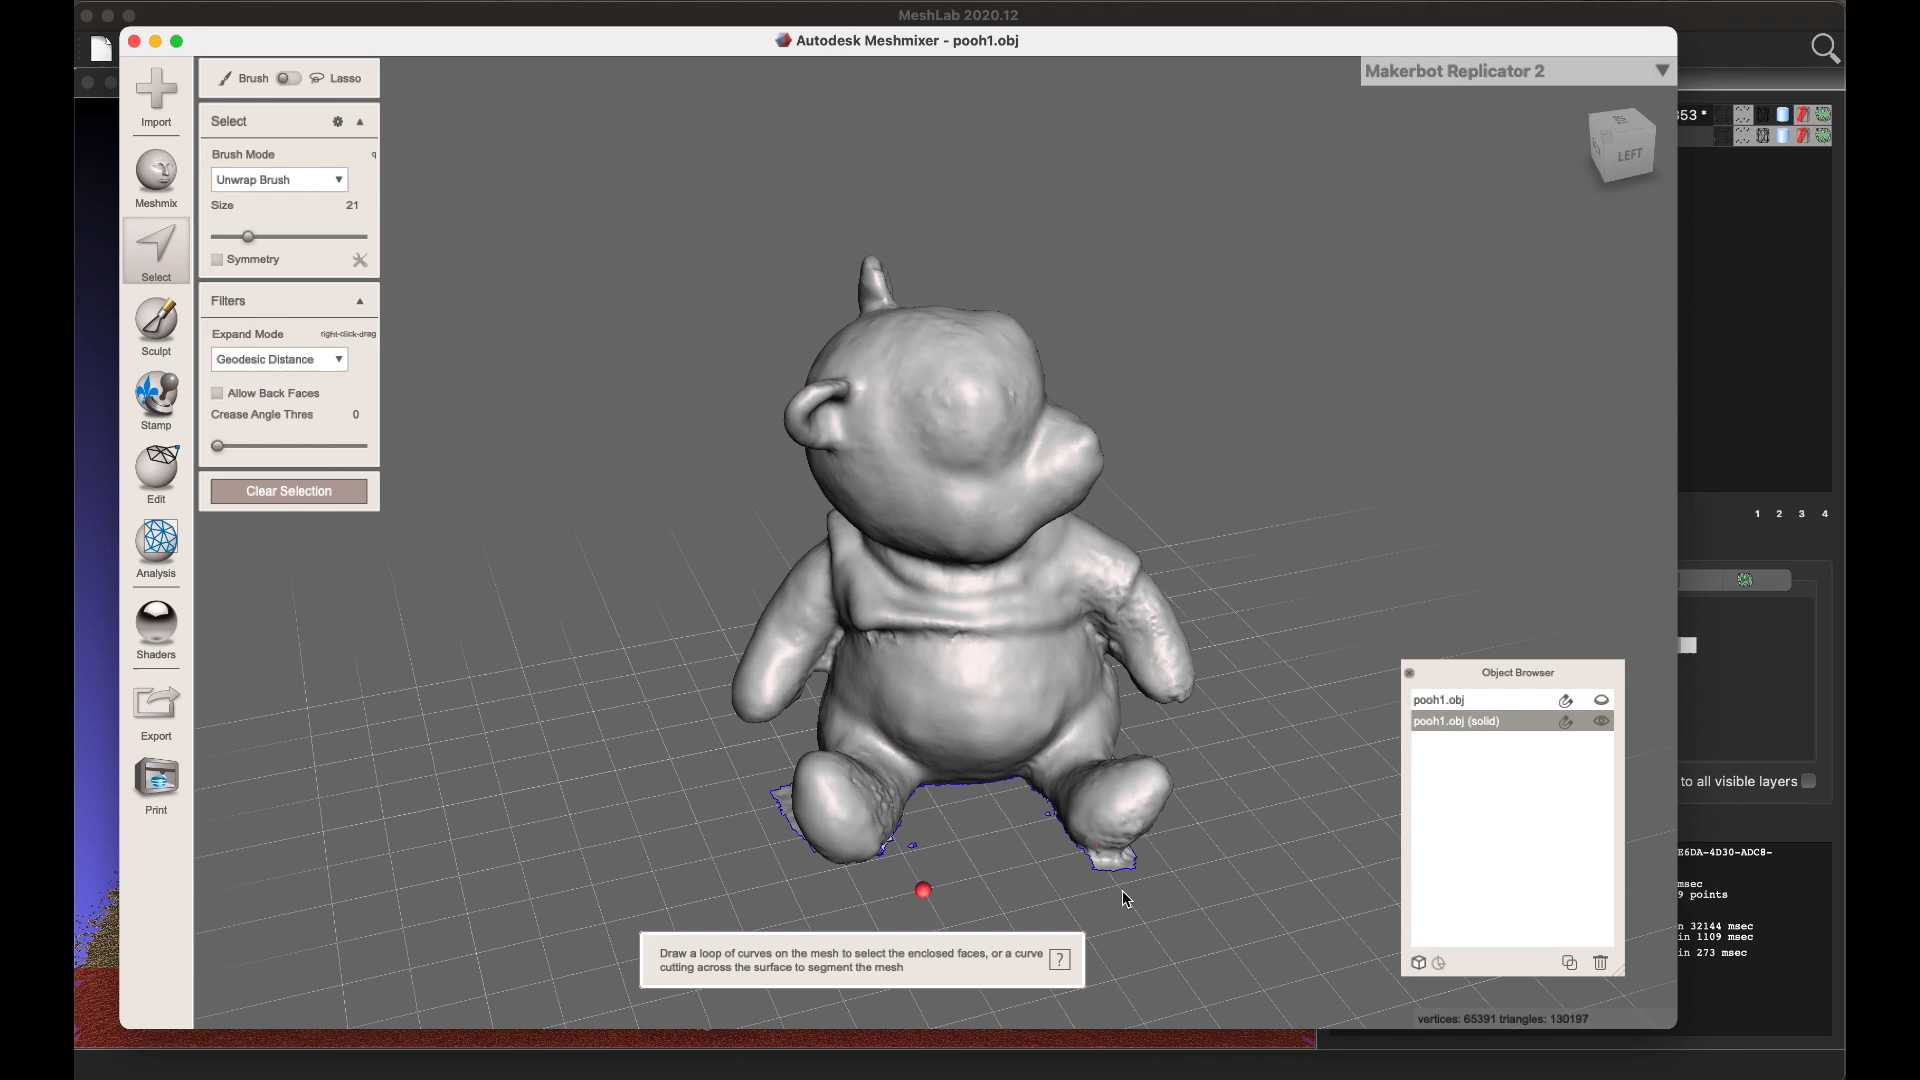 MeshLab 2020.12
Autodesk Meshmixer - pooh1.obj
Import
Meshmix
Select
Sculpt
Stamp
Edit
Analysis
Shaders
Export
Print
Brush
Lasso
Select
Brush Mode
q
Unwrap Brush
Size
21
Symmetry
Filters
Expand Mode
right-click-drag
Geodesic Distance
Allow Back Faces
Crease Angle Thres
0
Clear Selection
Makerbot Replicator 2
LEFT
Object Browser
pooh1.obj
pooh1.obj (solid)
Draw a loop of curves on the mesh to select the enclosed faces, or a curve
cutting across the surface to segment the mesh
?
vertices: 65391 triangles: 130197
353 *
1 2 3 4
to all visible layers
E6DA-4D30-ADC8-
msec
9 points
n 32144 msec
in 1109 msec
in 273 msec